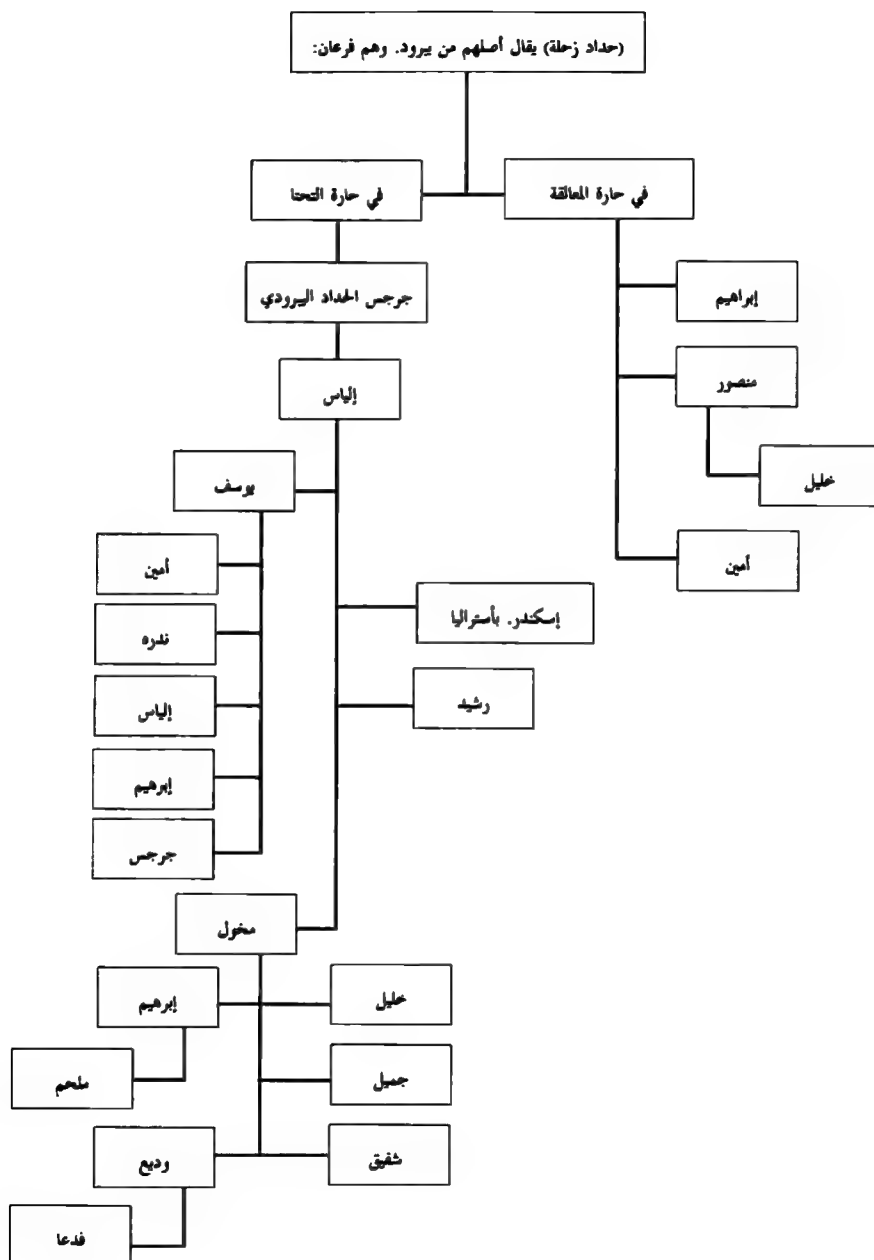 (حداد زحلة) يقال أصلهم من يبرود. وهم فرعان:
في حارة المعالقة
في حارة التحتا
إبراهيم
جرجس الحداد اليبرودي
منصور
إلياس
خليل
يوسف
أمين
أمين
إسكندر. بأستراليا
ندره
رشيد
إلياس
إبرهيم
جرجس
مخول
خليل
إبرهيم
جميل
ملحم
شفيق
وديع
فدعا